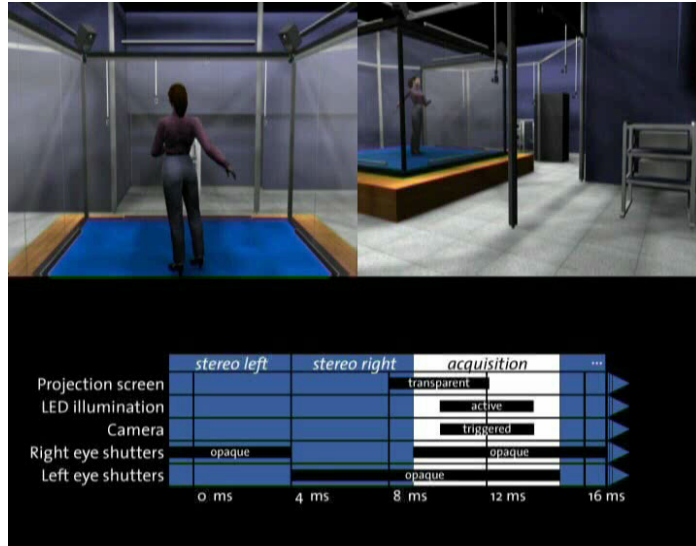 stereo left stereo right acquisition ...
Projection screen transparent
LED illumination active
Camera triggered
Right eye shutters opaque opaque
Left eye shutters opaque
0 ms 4 ms 8 ms 12 ms 16 ms